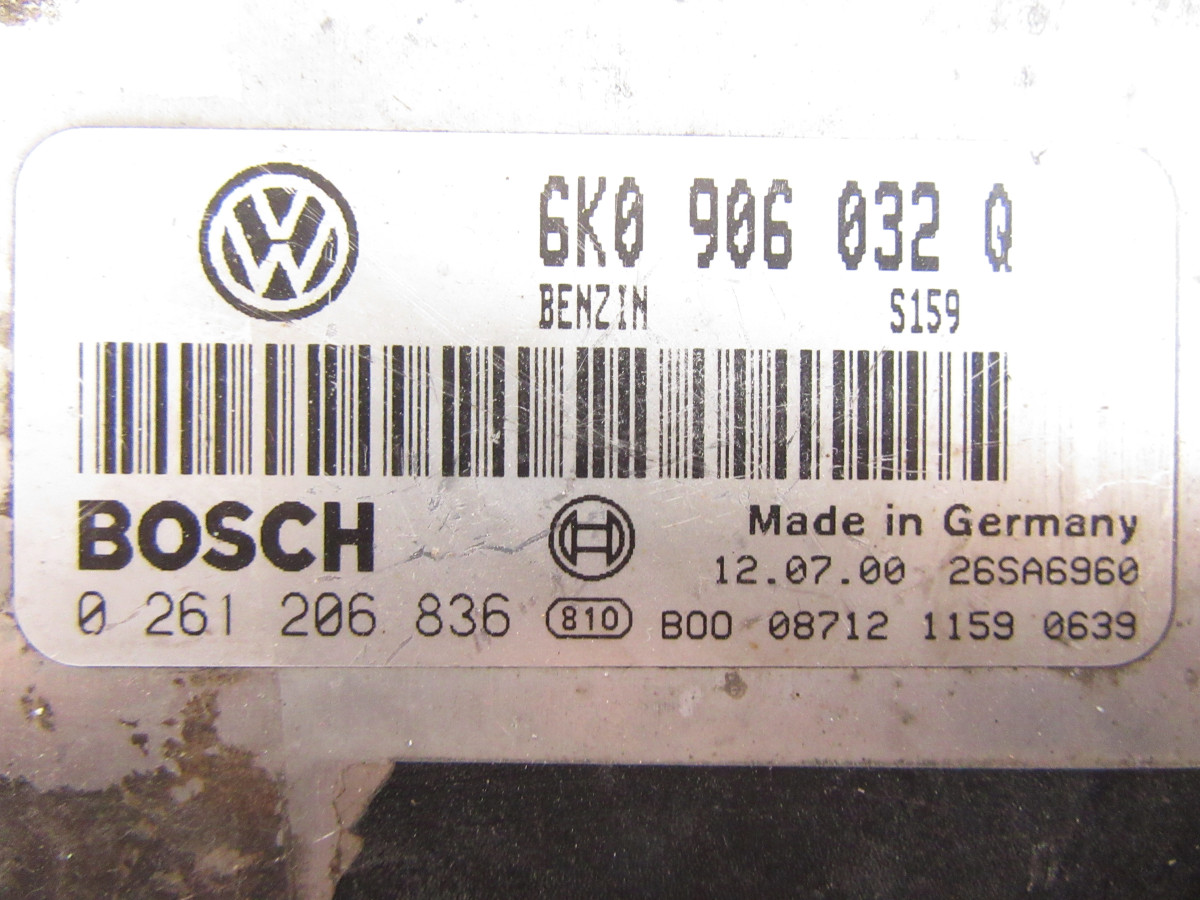 6K0 906 032 Q
BENZIN S159
BOSCH
Made in Germany
12.07.00 26SA6960
0 261 206 836 810 B00 08712 1159 0639